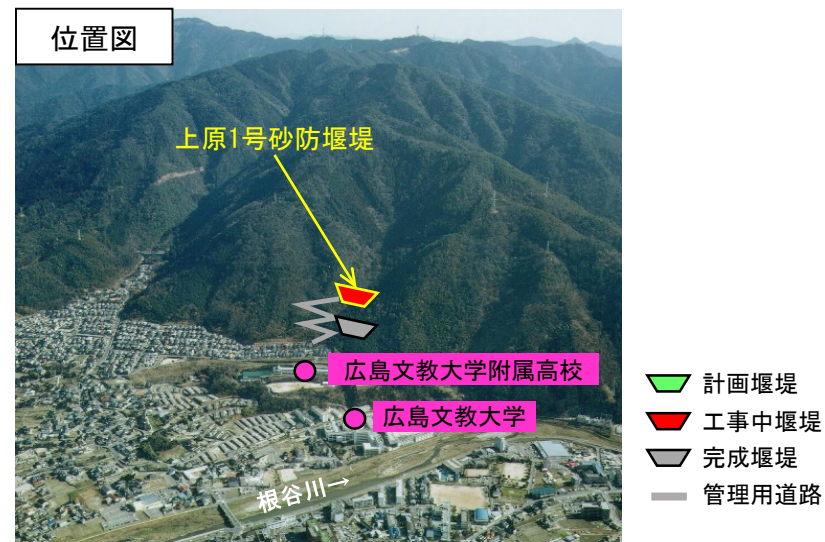 位置図
上原1号砂防堰堤
広島文教大学附属高校
広島文教大学
根谷川→
計画堰堤
工事中堰堤
完成堰堤
管理用道路